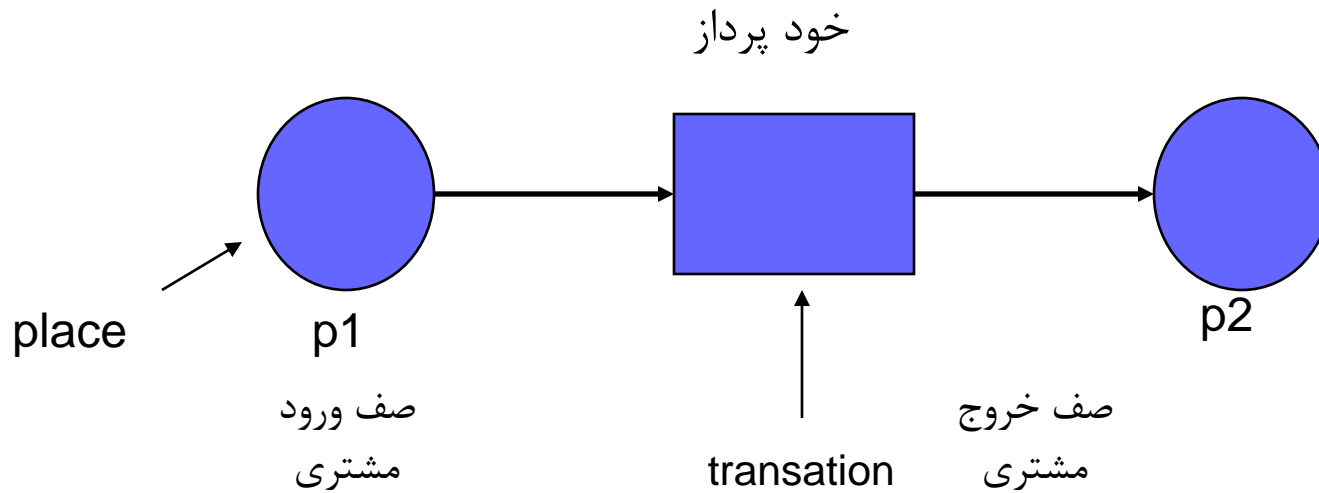 خود پرداز
place
p1
p2
صف ورود
مشتری
صف خروج
مشتری
transation